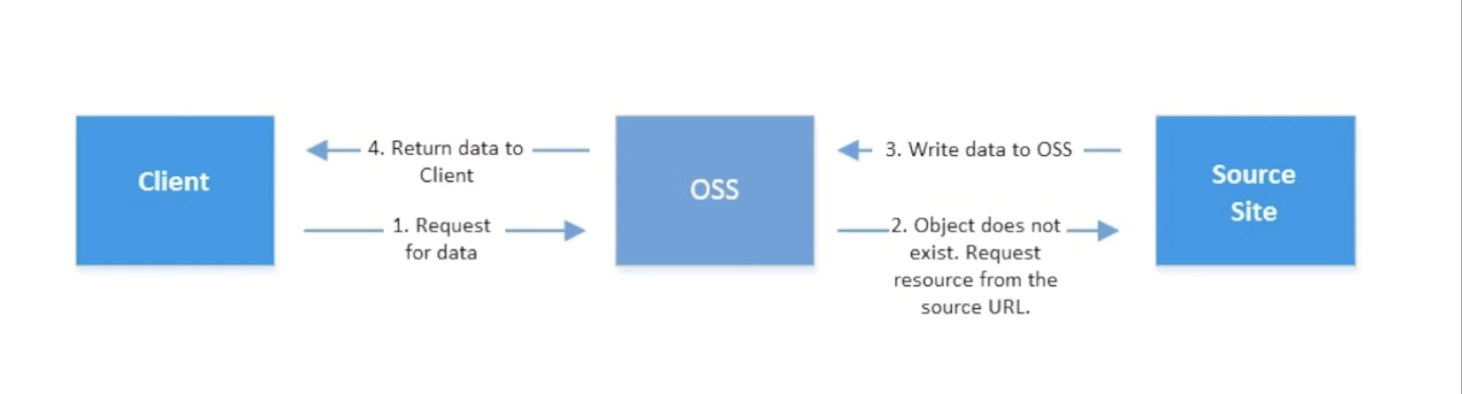 Client
4. Return data to
Client
1. Request
for data
OSS
3. Write data to OSS
2. Object does not
exist. Request
resource from the
source URL.
Source
Site